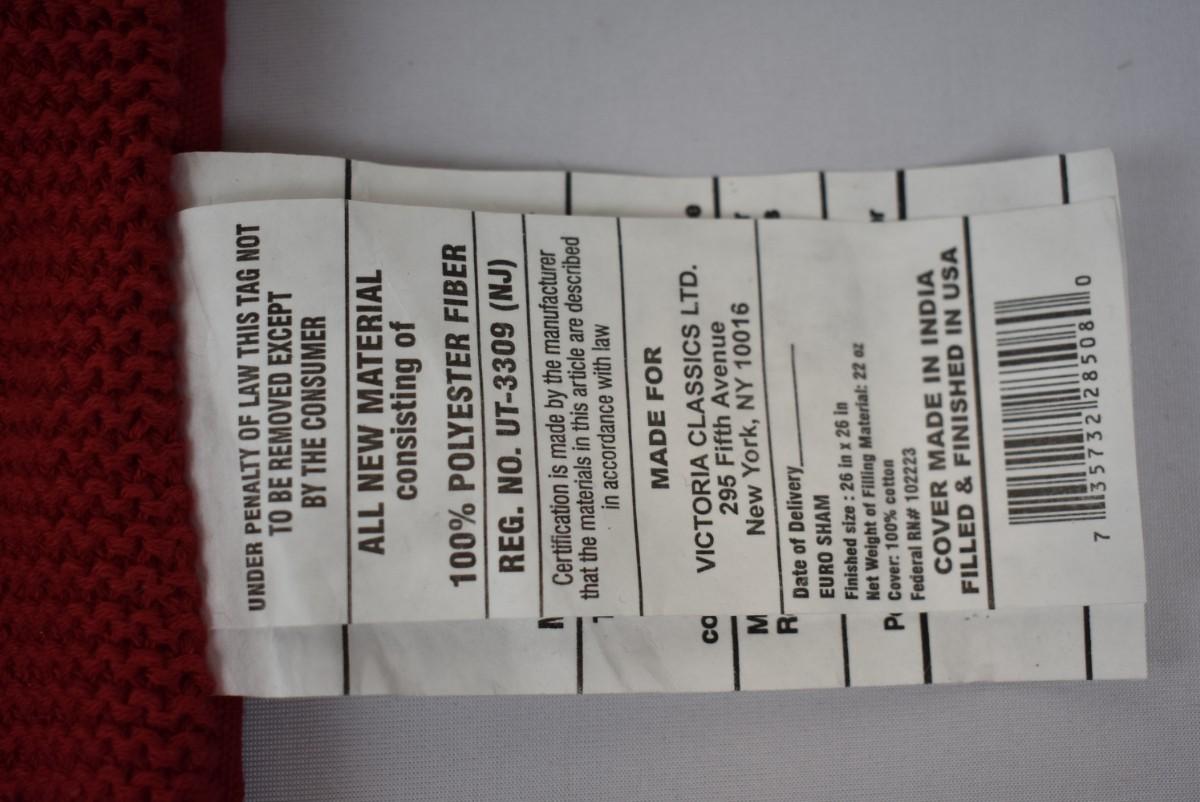 UNDER PENALTY OF LAW THIS TAG NOT
TO BE REMOVED EXCEPT
BY THE CONSUMER
ALL NEW MATERIAL
consisting of
100% POLYESTER FIBER
REG. NO. UT-3309 (NJ)
Certification is made by the manufacturer
that the materials in this article are described
in accordance with law
MADE FOR
VICTORIA CLASSICS LTD.
295 Fifth Avenue
New York, NY 10016
Date of Delivery
EURO SHAM
Finished size : 26 in x 26 in
Net Weight of Filling Material: 22 oz
Cover: 100% cotton
Federal RN# 102223
COVER MADE IN INDIA
FILLED & FINISHED IN USA
7 35732 28508 0